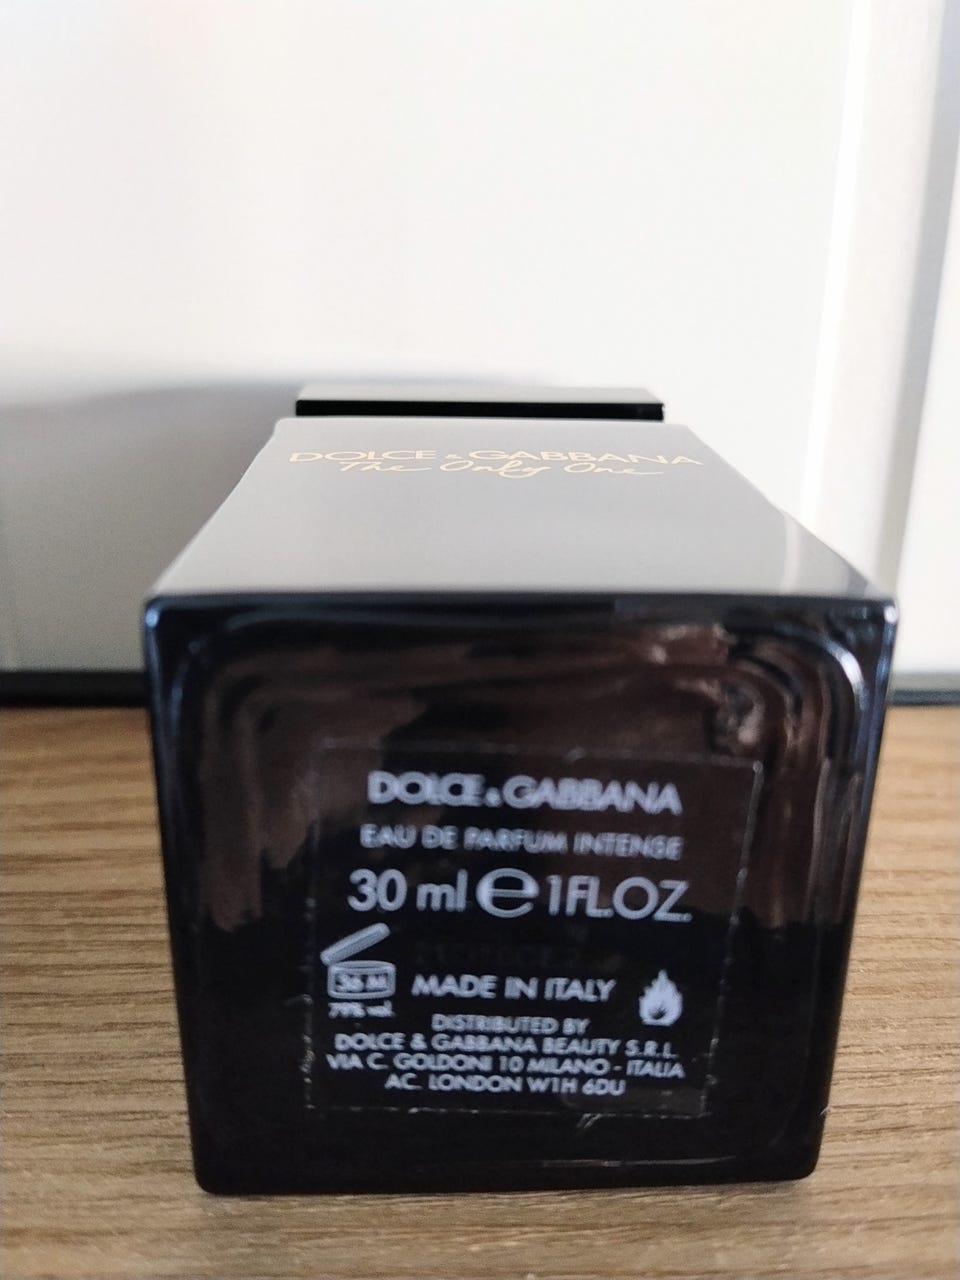 DOLCE & GABBANA
The Only One
DOLCE & GABBANA
EAU DE PARFUM INTENSE
30 ml ℮ 1FL.OZ.
36 M
79% vol.
MADE IN ITALY
DISTRIBUTED BY
DOLCE & GABBANA BEAUTY S.R.L.
VIA C. GOLDONI 10 MILANO - ITALIA
AC. LONDON W1H 6DU